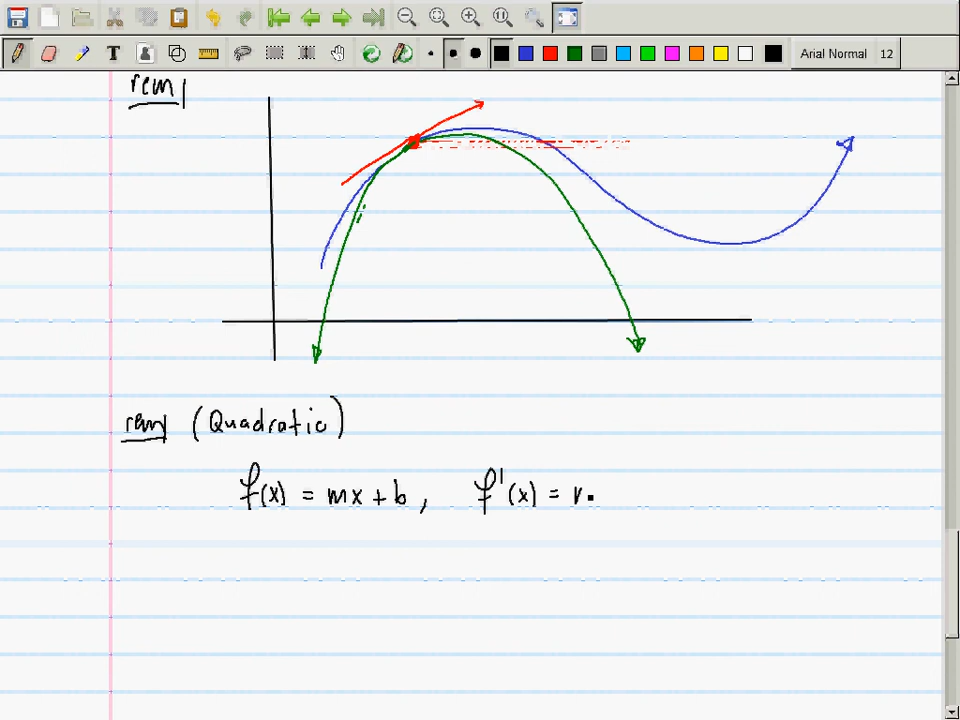 Arial Normal 12
rem
rem (Quadratic)
f(x) = mx + b, f'(x) =